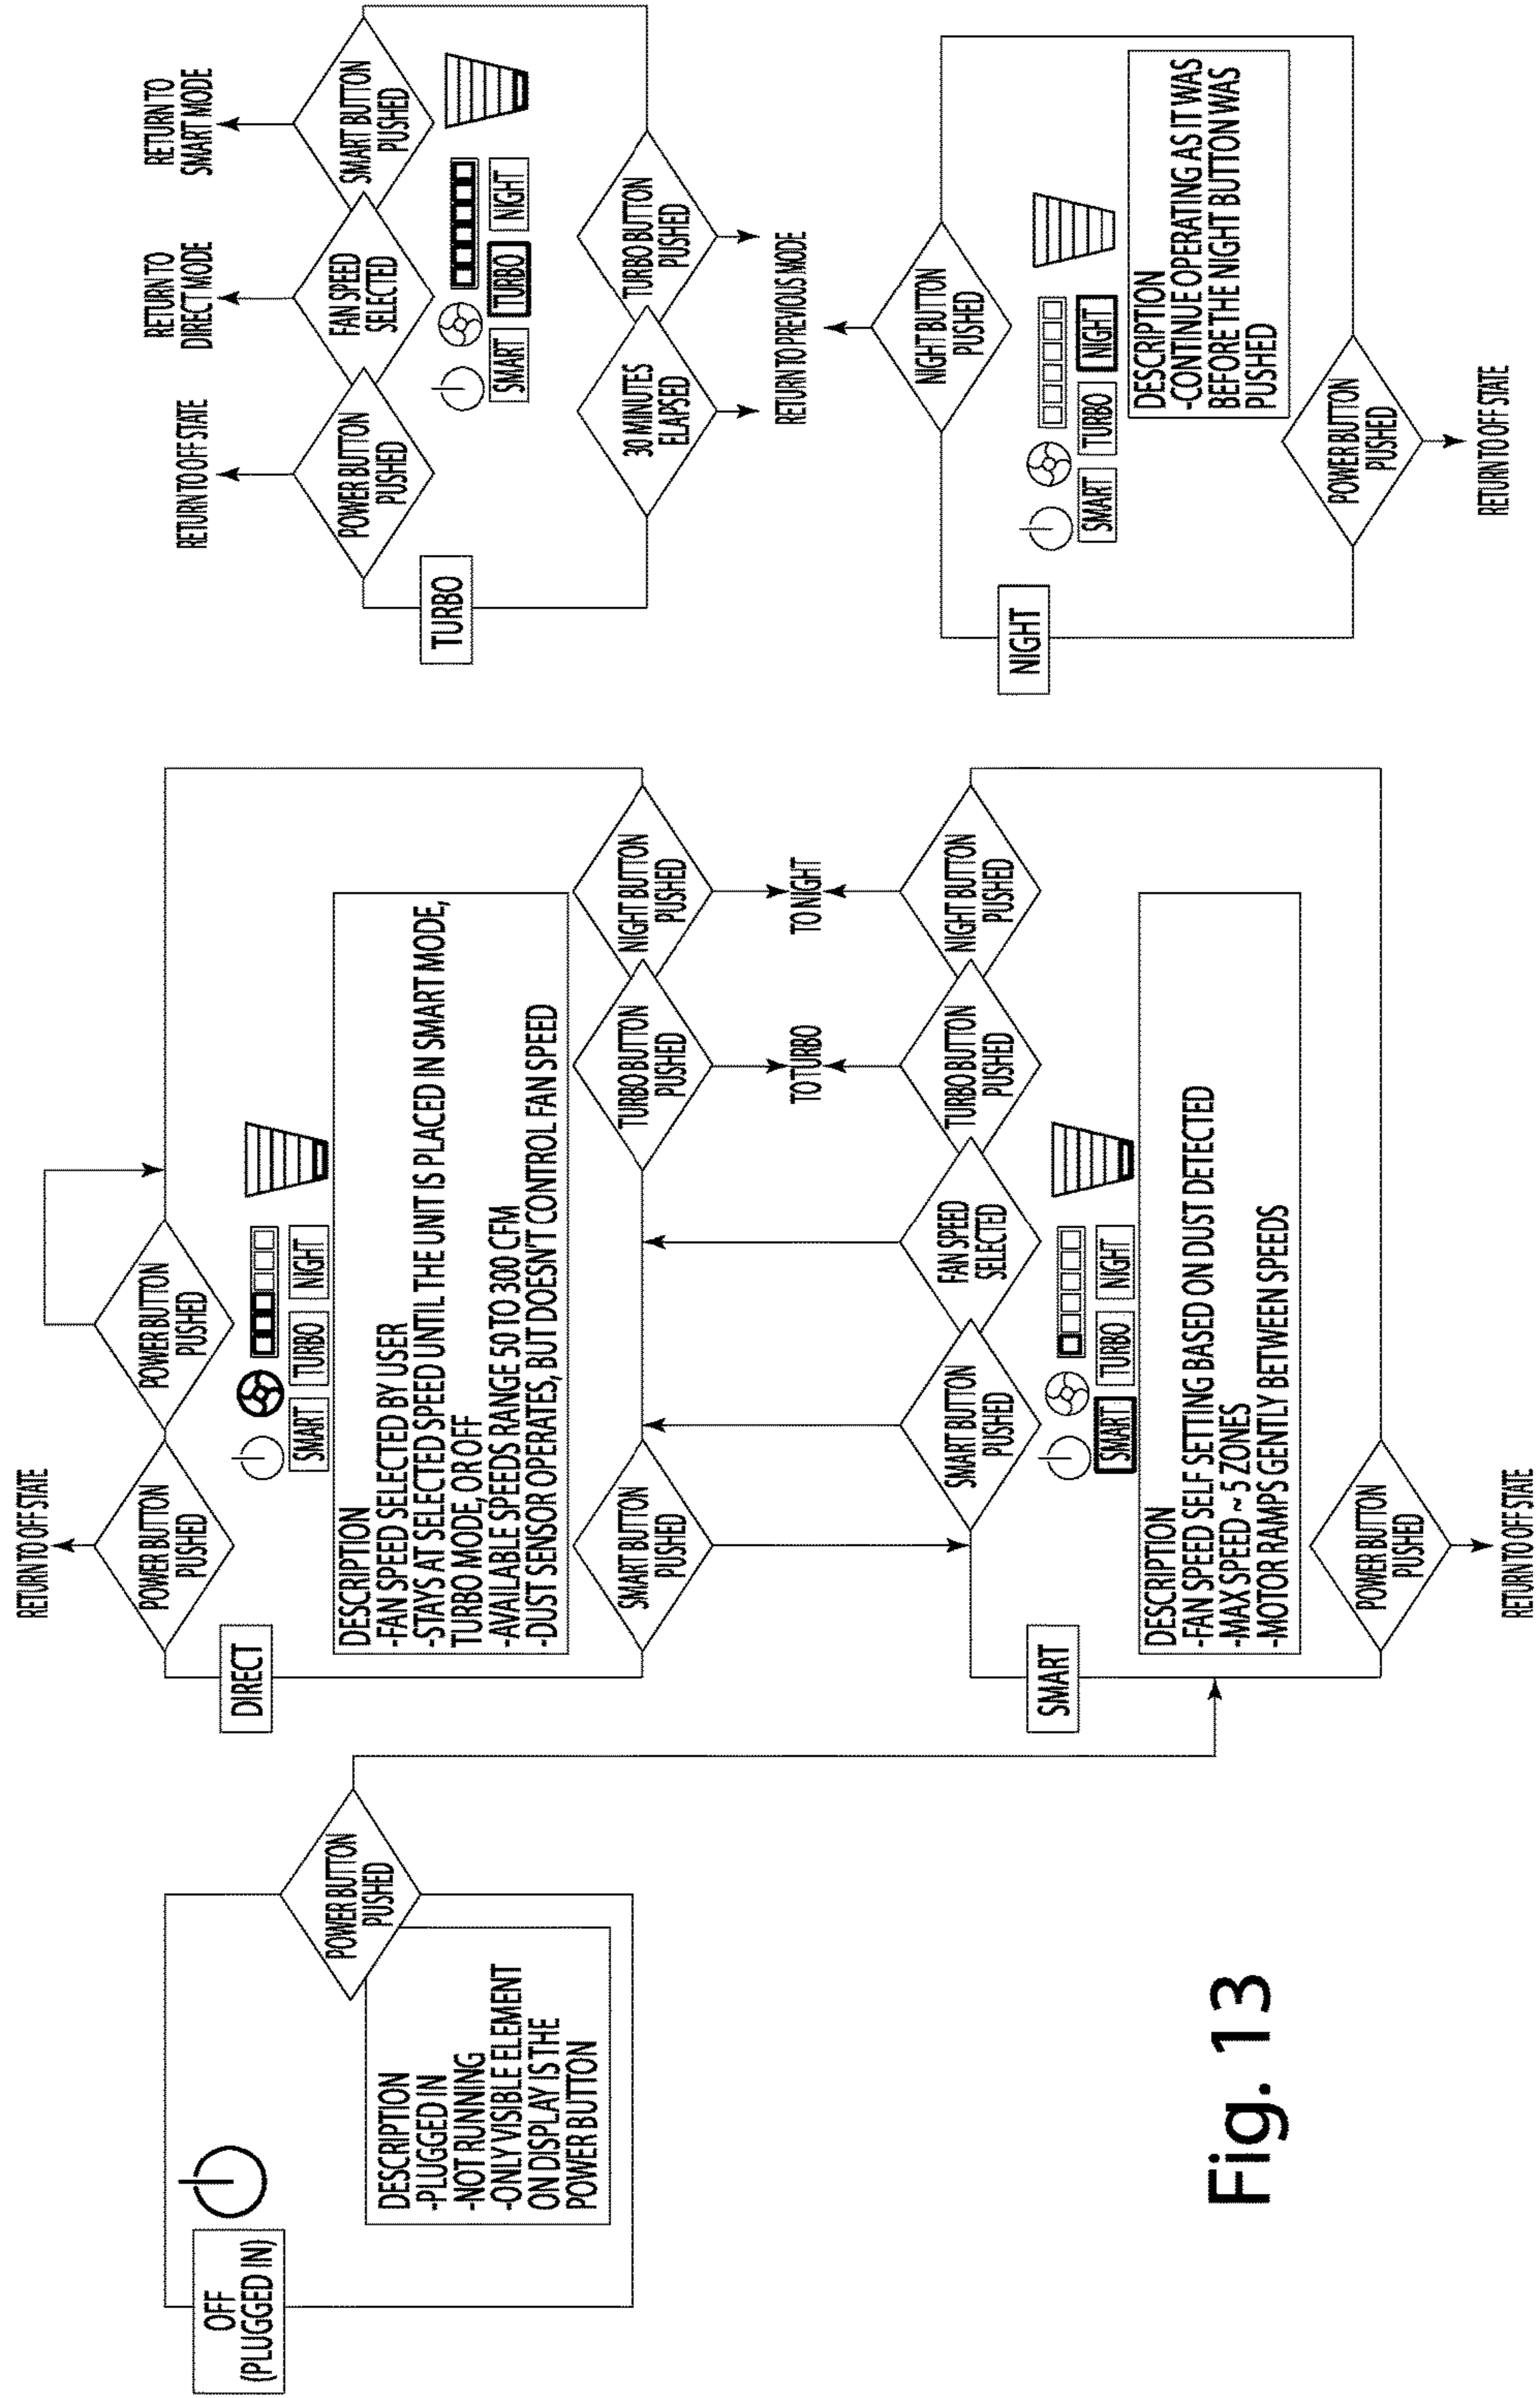 OFF
(PLUGGED IN)
DESCRIPTION
-PLUGGED IN
-NOT RUNNING
-ONLY VISIBLE ELEMENT
ON DISPLAY IS THE
POWER BUTTON
POWER BUTTON
PUSHED
RETURN TO OFF STATE
POWER BUTTON
PUSHED
POWER BUTTON
PUSHED
DIRECT
SMART
TURBO
NIGHT
DESCRIPTION
-FAN SPEED SELECTED BY USER
-STAYS AT SELECTED SPEED UNTIL THE UNIT IS PLACED IN SMART MODE,
TURBO MODE, OR OFF
-AVAILABLE SPEEDS RANGE 50 TO 300 CFM
-DUST SENSOR OPERATES, BUT DOESN'T CONTROL FAN SPEED
SMART BUTTON
PUSHED
TURBO BUTTON
PUSHED
NIGHT BUTTON
PUSHED
TO TURBO
TO NIGHT
SMART BUTTON
PUSHED
FAN SPEED
SELECTED
TURBO BUTTON
PUSHED
NIGHT BUTTON
PUSHED
SMART
SMART
TURBO
NIGHT
DESCRIPTION
-FAN SPEED SELF SETTING BASED ON DUST DETECTED
-MAX SPEED ~ 5 ZONES
-MOTOR RAMPS GENTLY BETWEEN SPEEDS
POWER BUTTON
PUSHED
RETURN TO OFF STATE
RETURN TO OFF STATE
RETURN TO
DIRECT MODE
RETURN TO
SMART MODE
POWER BUTTON
PUSHED
FAN SPEED
SELECTED
SMART BUTTON
PUSHED
TURBO
SMART
TURBO
NIGHT
30 MINUTES
ELAPSED
TURBO BUTTON
PUSHED
RETURN TO PREVIOUS MODE
NIGHT BUTTON
PUSHED
NIGHT
SMART
TURBO
NIGHT
DESCRIPTION
-CONTINUE OPERATING AS IT WAS
BEFORE THE NIGHT BUTTON WAS
PUSHED
POWER BUTTON
PUSHED
RETURN TO OFF STATE
Fig. 13